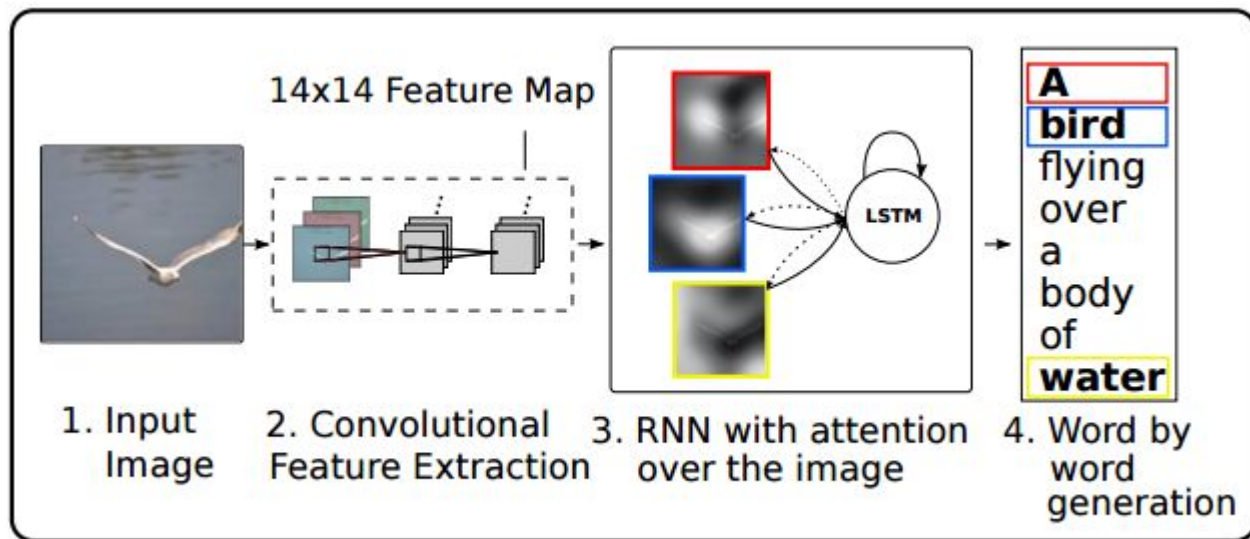 14x14 Feature Map
LSTM
A
bird
flying
over
a
body
of
water
1. Input
Image
2. Convolutional
Feature Extraction
3. RNN with attention
over the image
4. Word by
word
generation